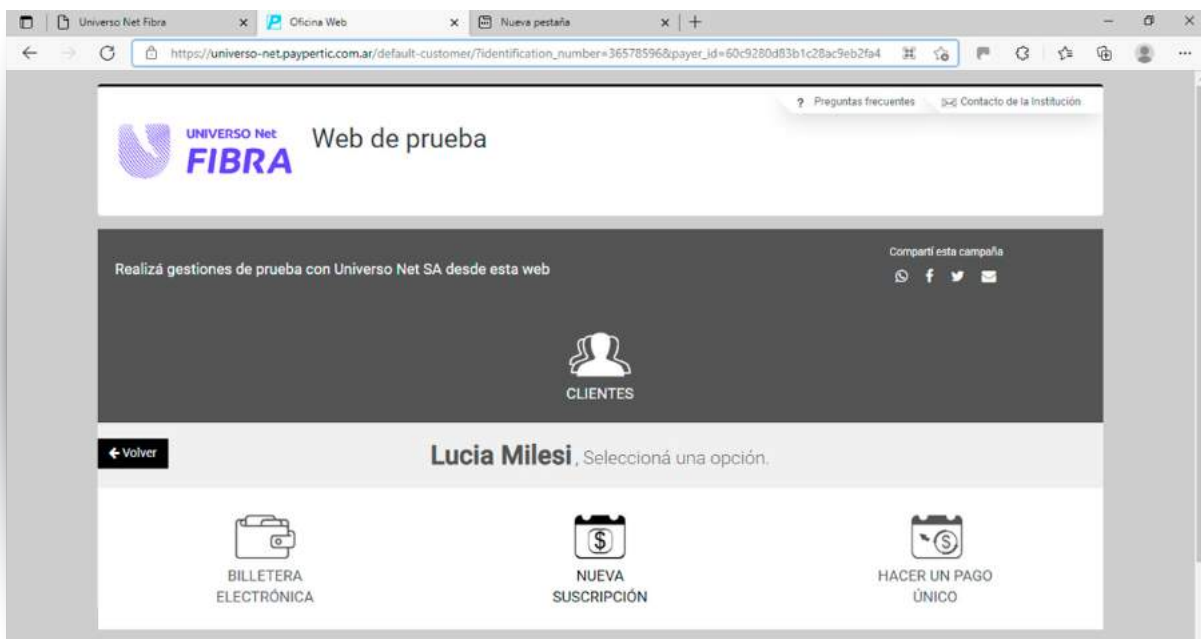 Universo Net Fibra
Oficina Web
Nueva pestaña
https://universo-net.paypertic.com.ar/default-customer/?identification_number=36578596&payer_id=60c9280d83b1c28ac9eb2fa4
? Preguntas frecuentes
Contacto de la Institución
UNIVERSO Net
FIBRA
Web de prueba
Compartí esta campaña
Realizá gestiones de prueba con Universo Net SA desde esta web
CLIENTES
Volver
Lucia Milesi, Seleccioná una opción.
BILLETERA
ELECTRÓNICA
NUEVA
SUSCRIPCIÓN
HACER UN PAGO
ÚNICO